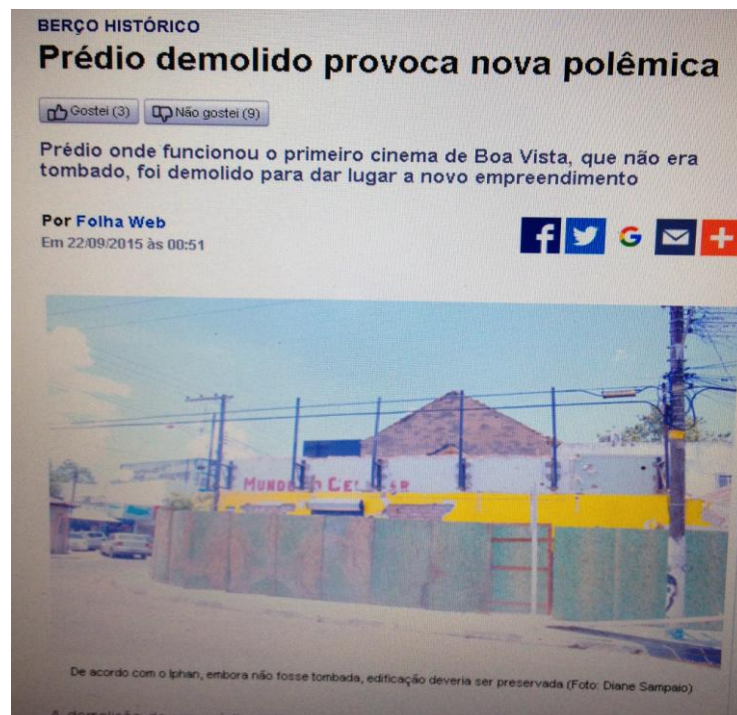 BERÇO HISTÓRICO
Prédio demolido provoca nova polêmica
Gostei (3) Não gostei (9)
Prédio onde funcionou o primeiro cinema de Boa Vista, que não era
tombado, foi demolido para dar lugar a novo empreendimento
Por Folha Web
Em 22/09/2015 às 00:51
MUNDO
De acordo com o Iphan, embora não fosse tombada, edificação deveria ser preservada (Foto: Diane Sampaio)